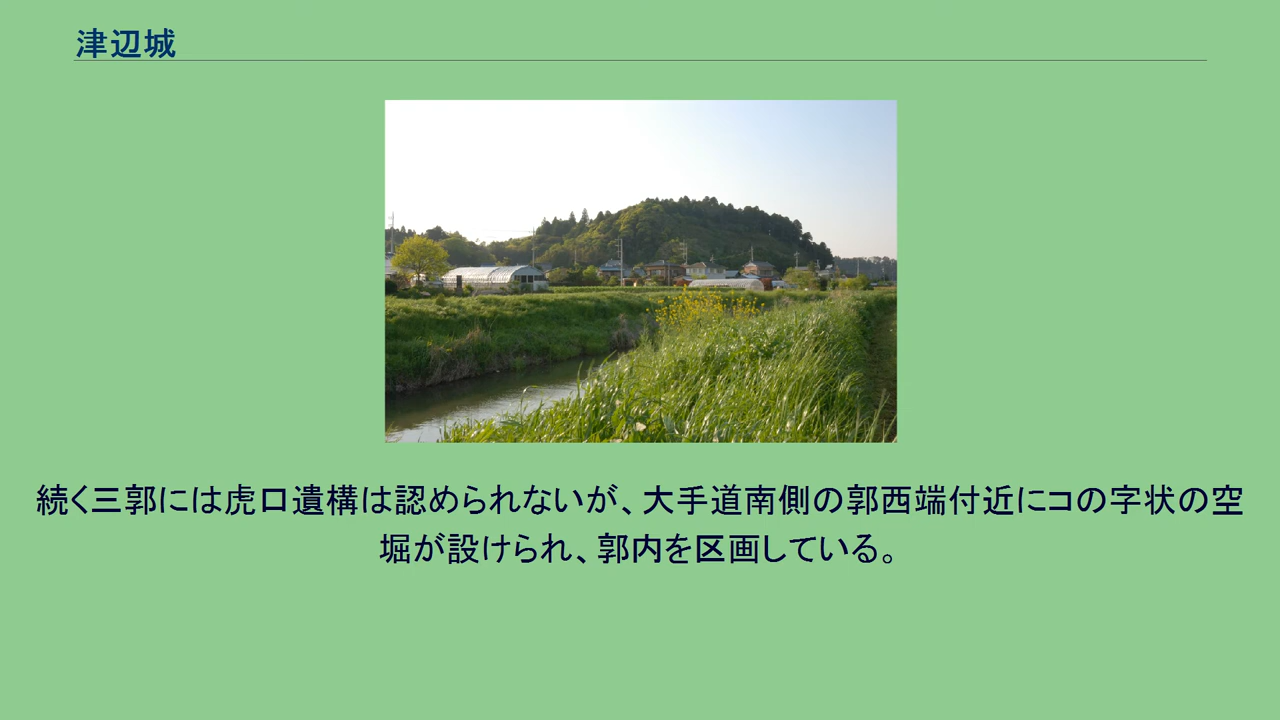 津辺城
続く三郭には虎口遺構は認められないが、大手道南側の郭西端付近にコの字状の空
堀が設けられ、郭内を区画している。